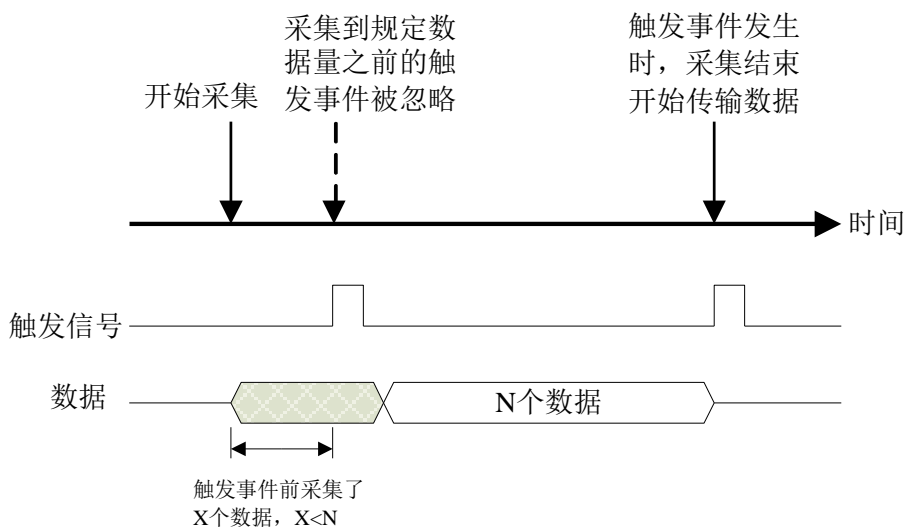 开始采集
采集到规定数
据量之前的触
发事件被忽略
触发事件发生
时，采集结束
开始传输数据
时间
触发信号
数据
N个数据
触发事件前采集了
X个数据，X<N